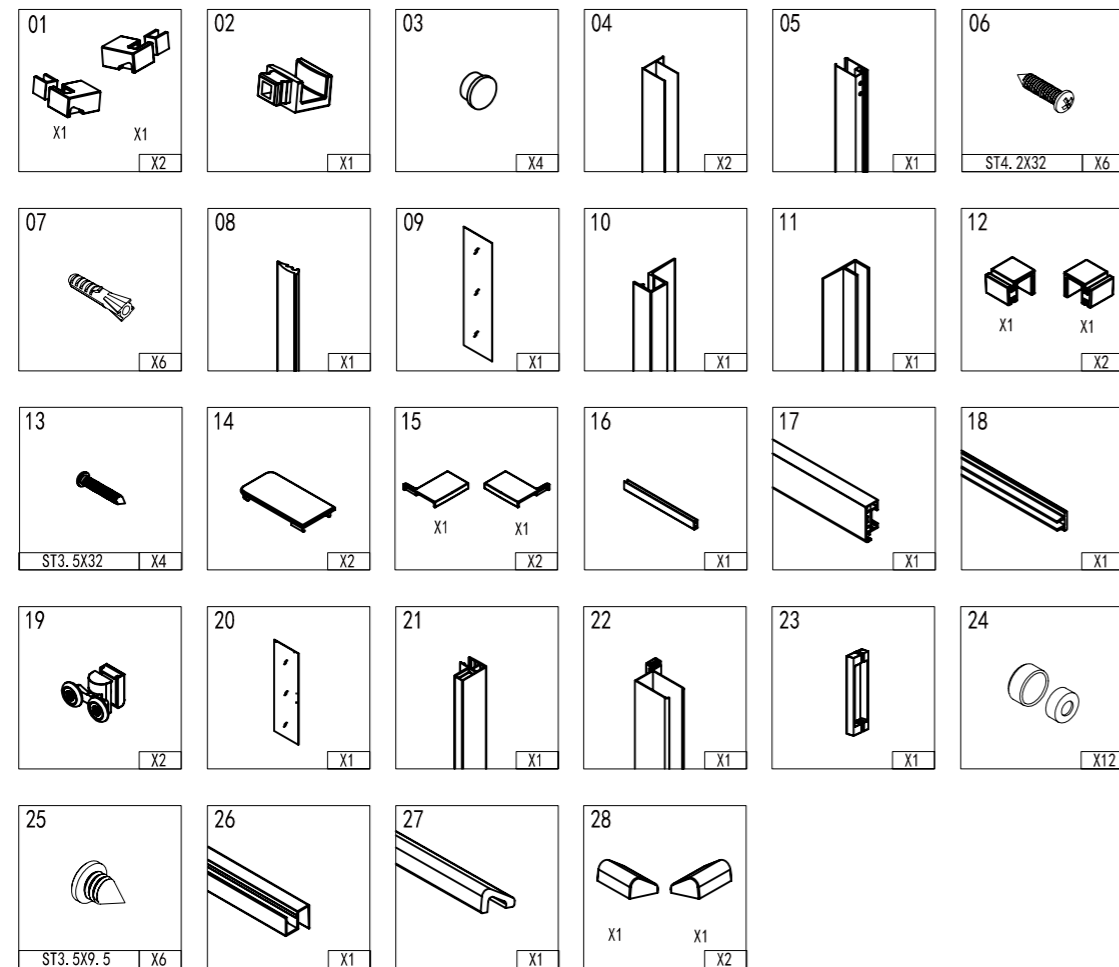 01
X1 X1
X2
02
X1
03
X4
04
X2
05
X1
06
ST4. 2X32 X6
07
X6
08
X1
09
X1
10
X1
11
X1
12
X1 X1
X2
13
ST3. 5X32 X4
14
X2
15
X1 X1
X2
16
X1
17
X1
18
X1
19
X2
20
X1
21
X1
22
X1
23
X1
24
X12
25
ST3. 5X9. 5 X6
26
X1
27
X1
28
X1 X1
X2